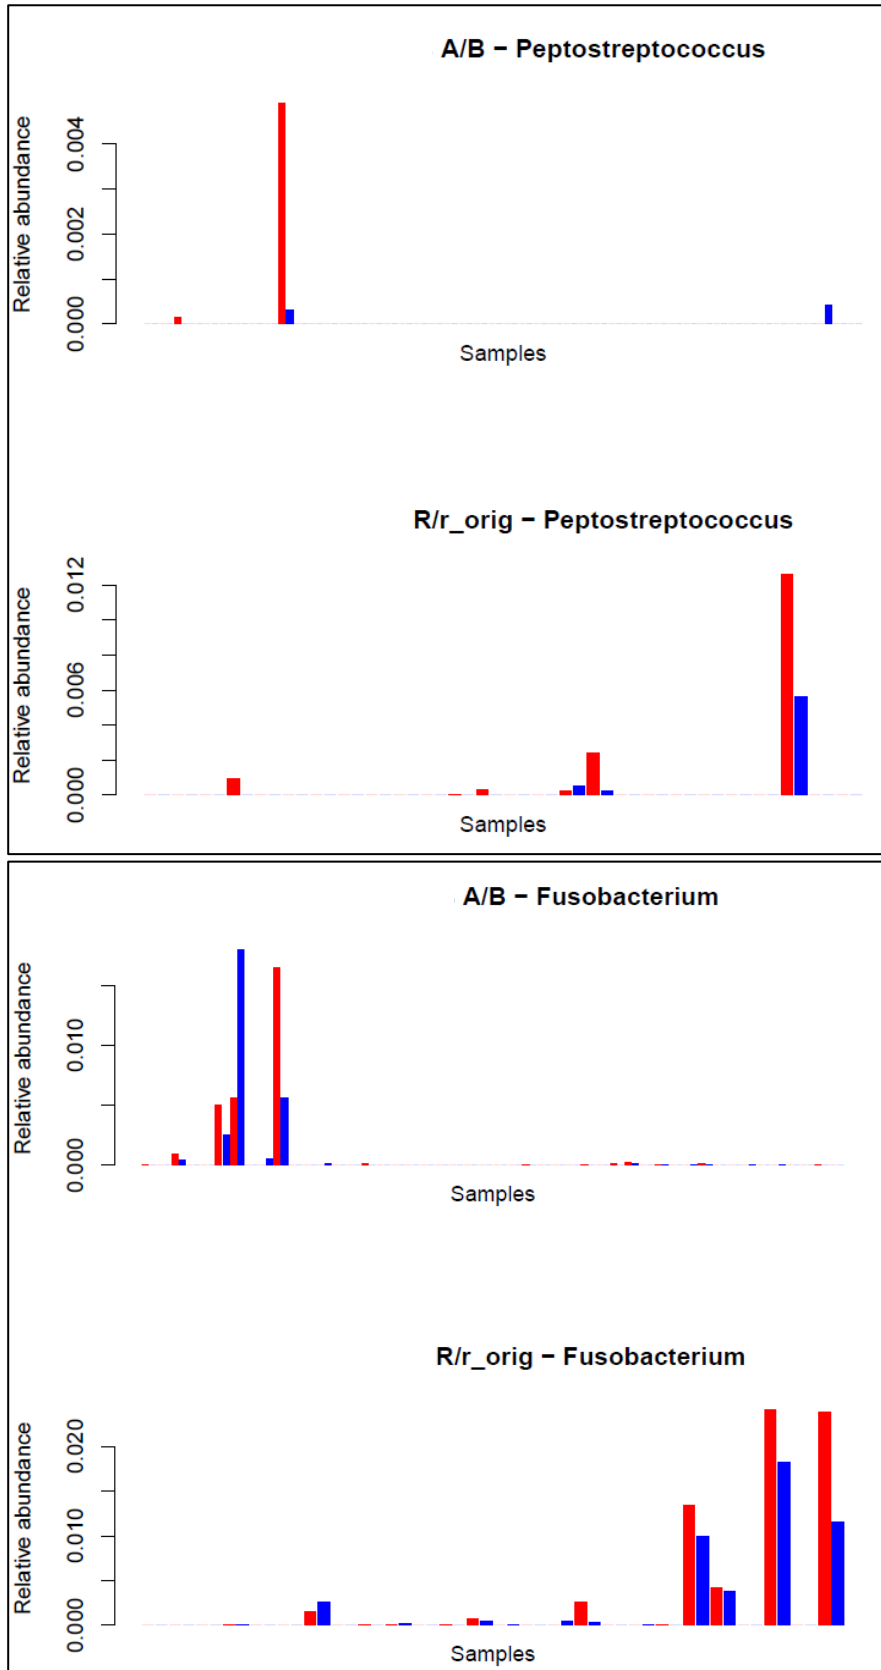 A/B − Peptostreptococcus
Relative abundance
0.004
0.002
0.000
Samples
R/r_orig − Peptostreptococcus
Relative abundance
0.012
0.006
0.000
Samples
A/B − Fusobacterium
Relative abundance
0.010
0.000
Samples
R/r_orig − Fusobacterium
Relative abundance
0.020
0.010
0.000
Samples